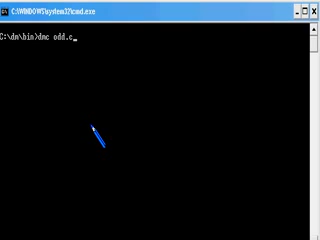 C:\WINDOWS\system32\cmd.exe
C:\dm\bin>dmc odd.c_